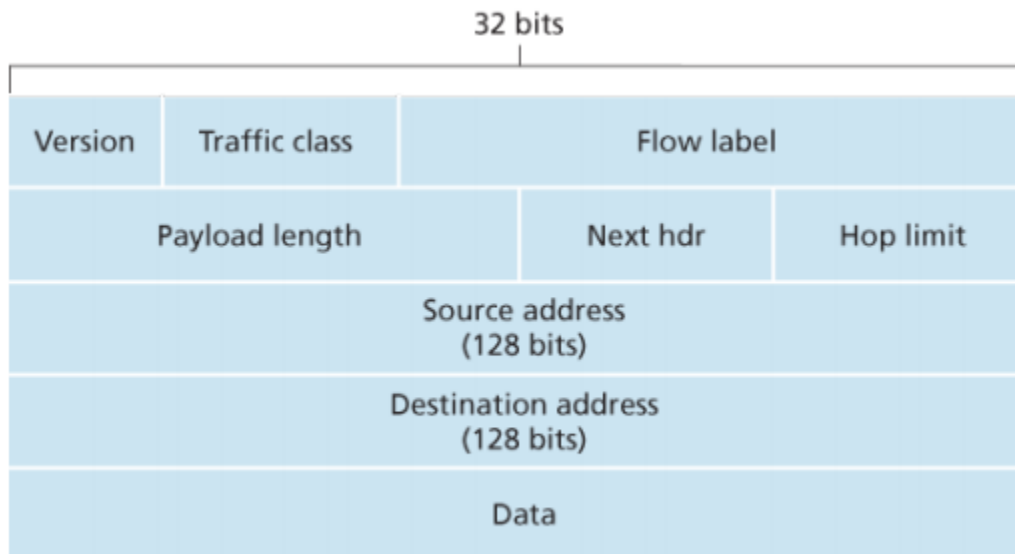 32 bits
Version Traffic class Flow label
Payload length Next hdr Hop limit
Source address
(128 bits)
Destination address
(128 bits)
Data